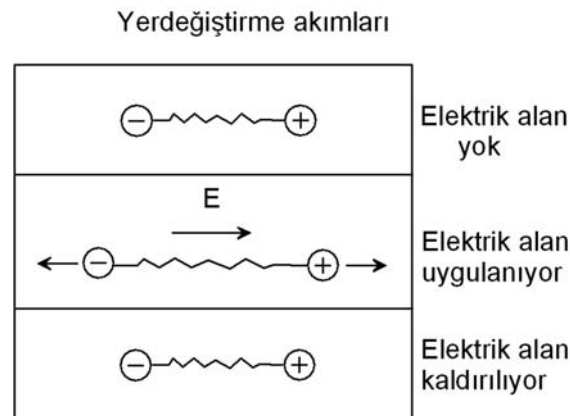 Yerdeğiştirme akımları
− +
Elektrik alan
yok
E
− +
Elektrik alan
uygulanıyor
− +
Elektrik alan
kaldırılıyor